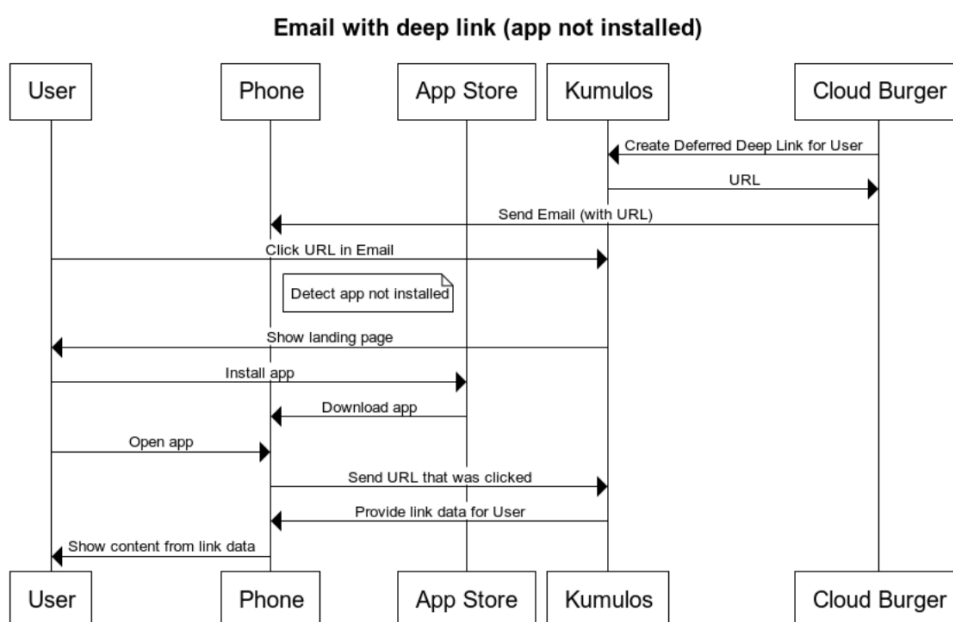 Email with deep link (app not installed)
User Phone App Store Kumulos Cloud Burger
Create Deferred Deep Link for User
URL
Send Email (with URL)
Click URL in Email
Detect app not installed
Show landing page
Install app
Download app
Open app
Send URL that was clicked
Provide link data for User
Show content from link data
User Phone App Store Kumulos Cloud Burger